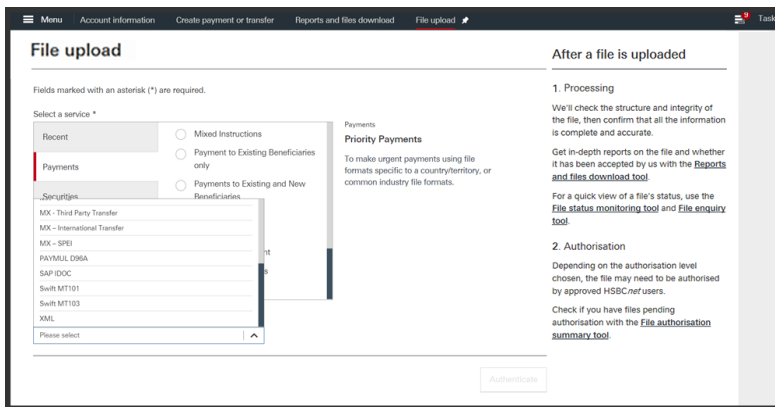 Menu
Account information
Create payment or transfer
Reports and files download
File upload
9
Task
File upload
Fields marked with an asterisk (*) are required.
Select a service *
Recent
Payments
Securities
Mixed Instructions
Payment to Existing Beneficiaries
only
Payments to Existing and New
Beneficiaries
MX - Third Party Transfer
MX – International Transfer
MX – SPEI
PAYMUL D96A
SAP IDOC
Swift MT101
Swift MT103
XML
Please select
Payments
Priority Payments
To make urgent payments using file
formats specific to a country/territory, or
common industry file formats.
Authenticate
After a file is uploaded
1. Processing
We'll check the structure and integrity of
the file, then confirm that all the information
is complete and accurate.
Get in-depth reports on the file and whether
it has been accepted by us with the Reports
and files download tool.
For a quick view of a file's status, use the
File status monitoring tool and File enquiry
tool.
2. Authorisation
Depending on the authorisation level
chosen, the file may need to be authorised
by approved HSBCnet users.
Check if you have files pending
authorisation with the File authorisation
summary tool.